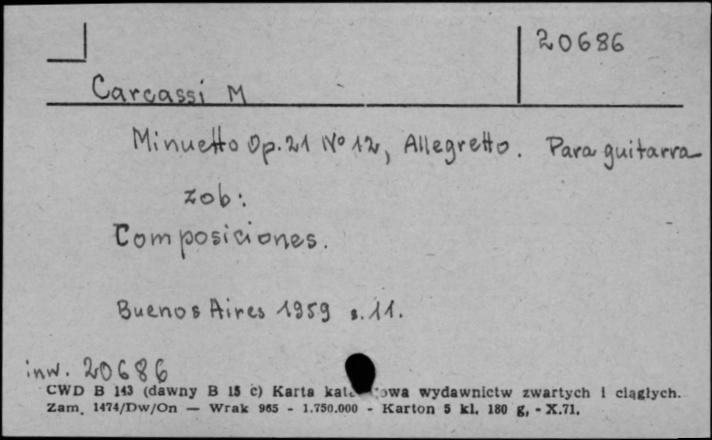 20686
Carcassi M
Minuetto Op.21 Nº 12, Allegretto. Para guitarra
zob:
Composiciones.
Buenos Aires 1959 s. 11.
inw. 20686
CWD B 143 (dawny B 15 c) Karta wydawnictw zwartych i ciągłych.
Zam. 1474/Dw/On — Wrak 965 - 1.750.000 - Karton 5 kl. 180 g, - X.71.